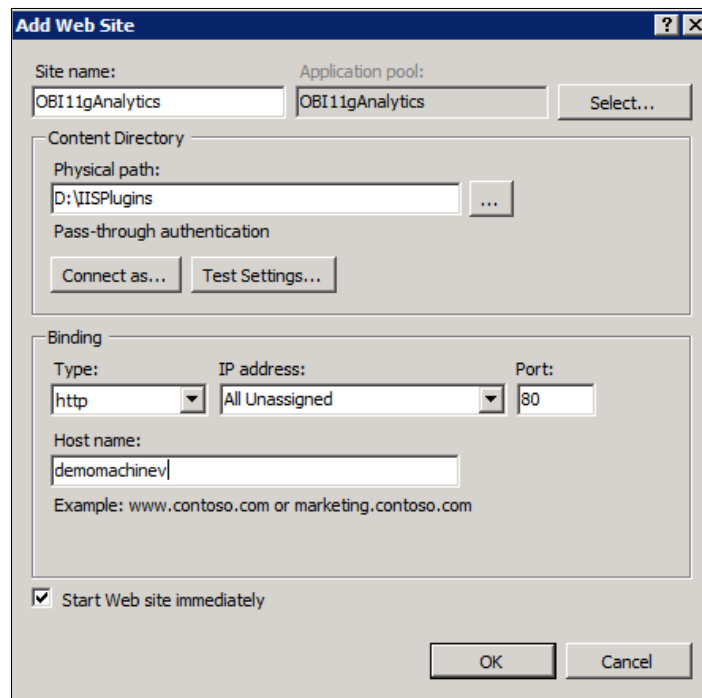 Add Web Site
? X
Site name: Application pool:
OBI11gAnalytics OBI11gAnalytics Select...
Content Directory
Physical path:
D:\IISPlugins ...
Pass-through authentication
Connect as... Test Settings...
Binding
Type: IP address: Port:
http All Unassigned 80
Host name:
demomachinev
Example: www.contoso.com or marketing.contoso.com
Start Web site immediately
OK Cancel